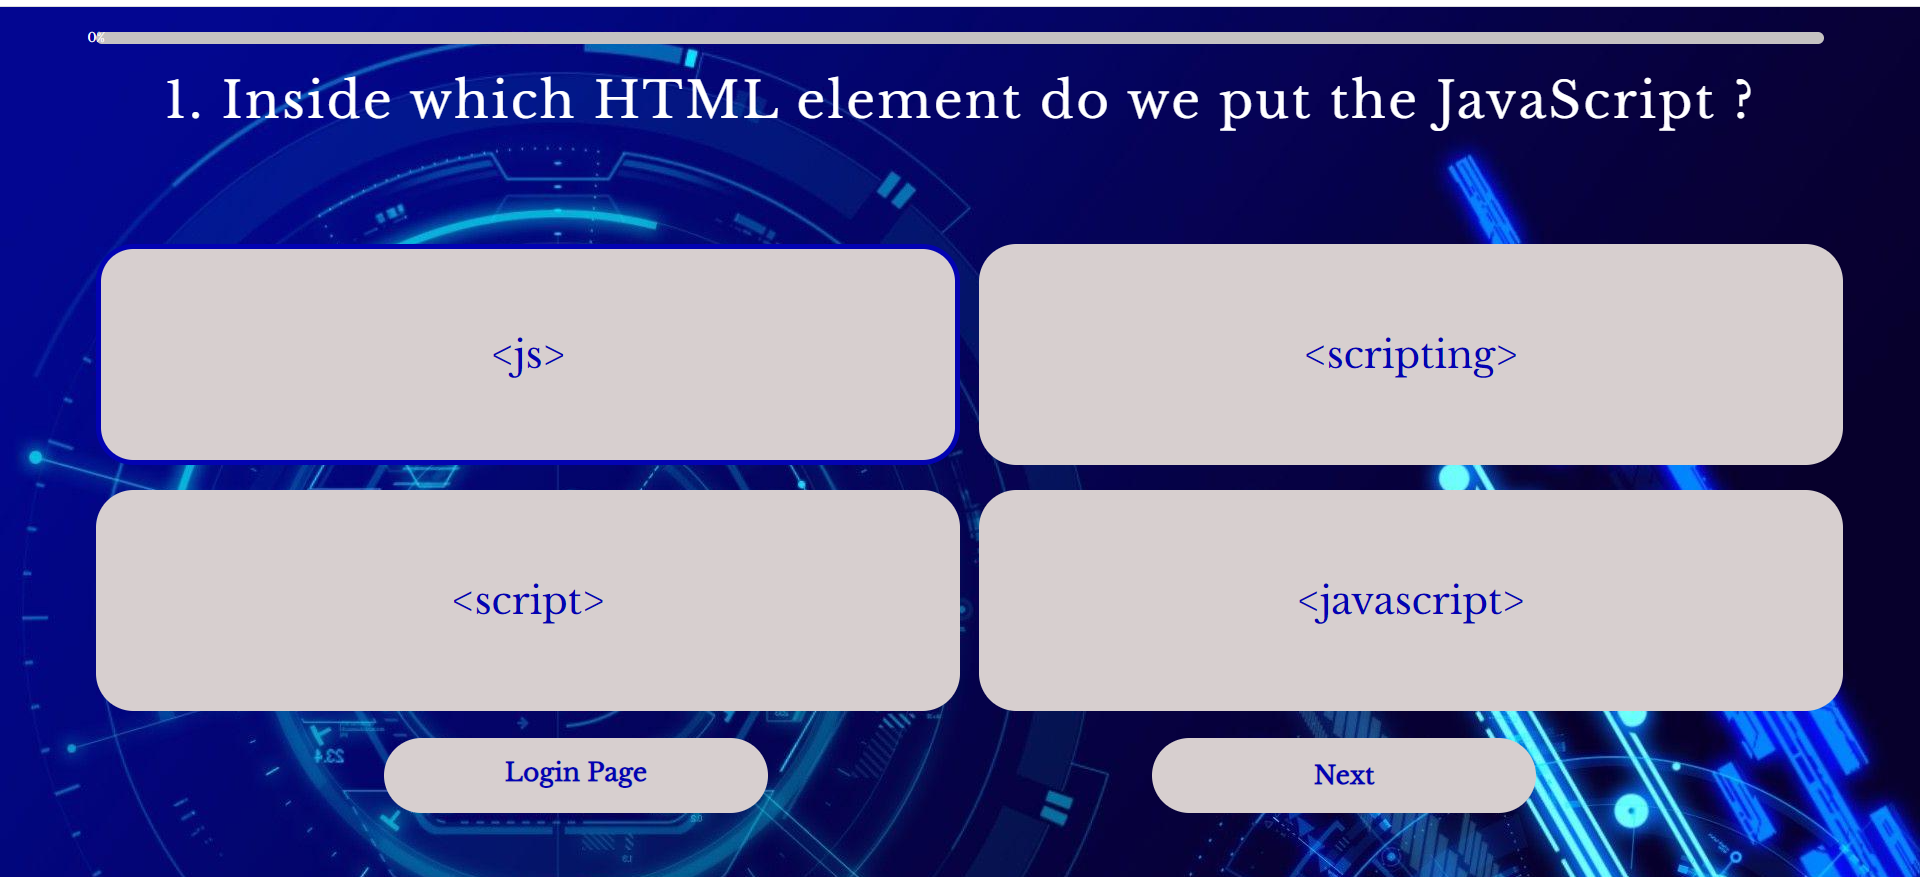 0%
1. Inside which HTML element do we put the JavaScript ?
<js>
<scripting>
<script>
<javascript>
Login Page
Next